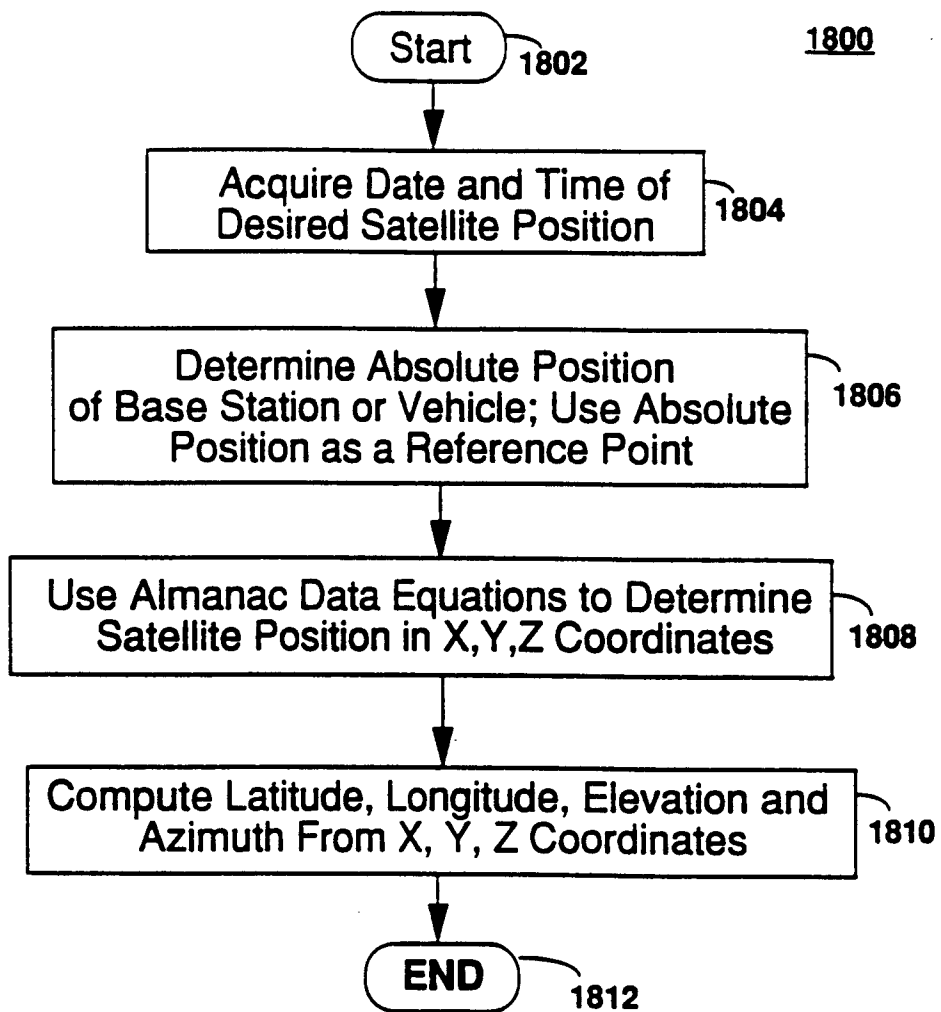 Start
1802
1800
Acquire Date and Time of
Desired Satellite Position
1804
Determine Absolute Position
of Base Station or Vehicle; Use Absolute
Position as a Reference Point
1806
Use Almanac Data Equations to Determine
Satellite Position in X,Y,Z Coordinates
1808
Compute Latitude, Longitude, Elevation and
Azimuth From X, Y, Z Coordinates
1810
END
1812